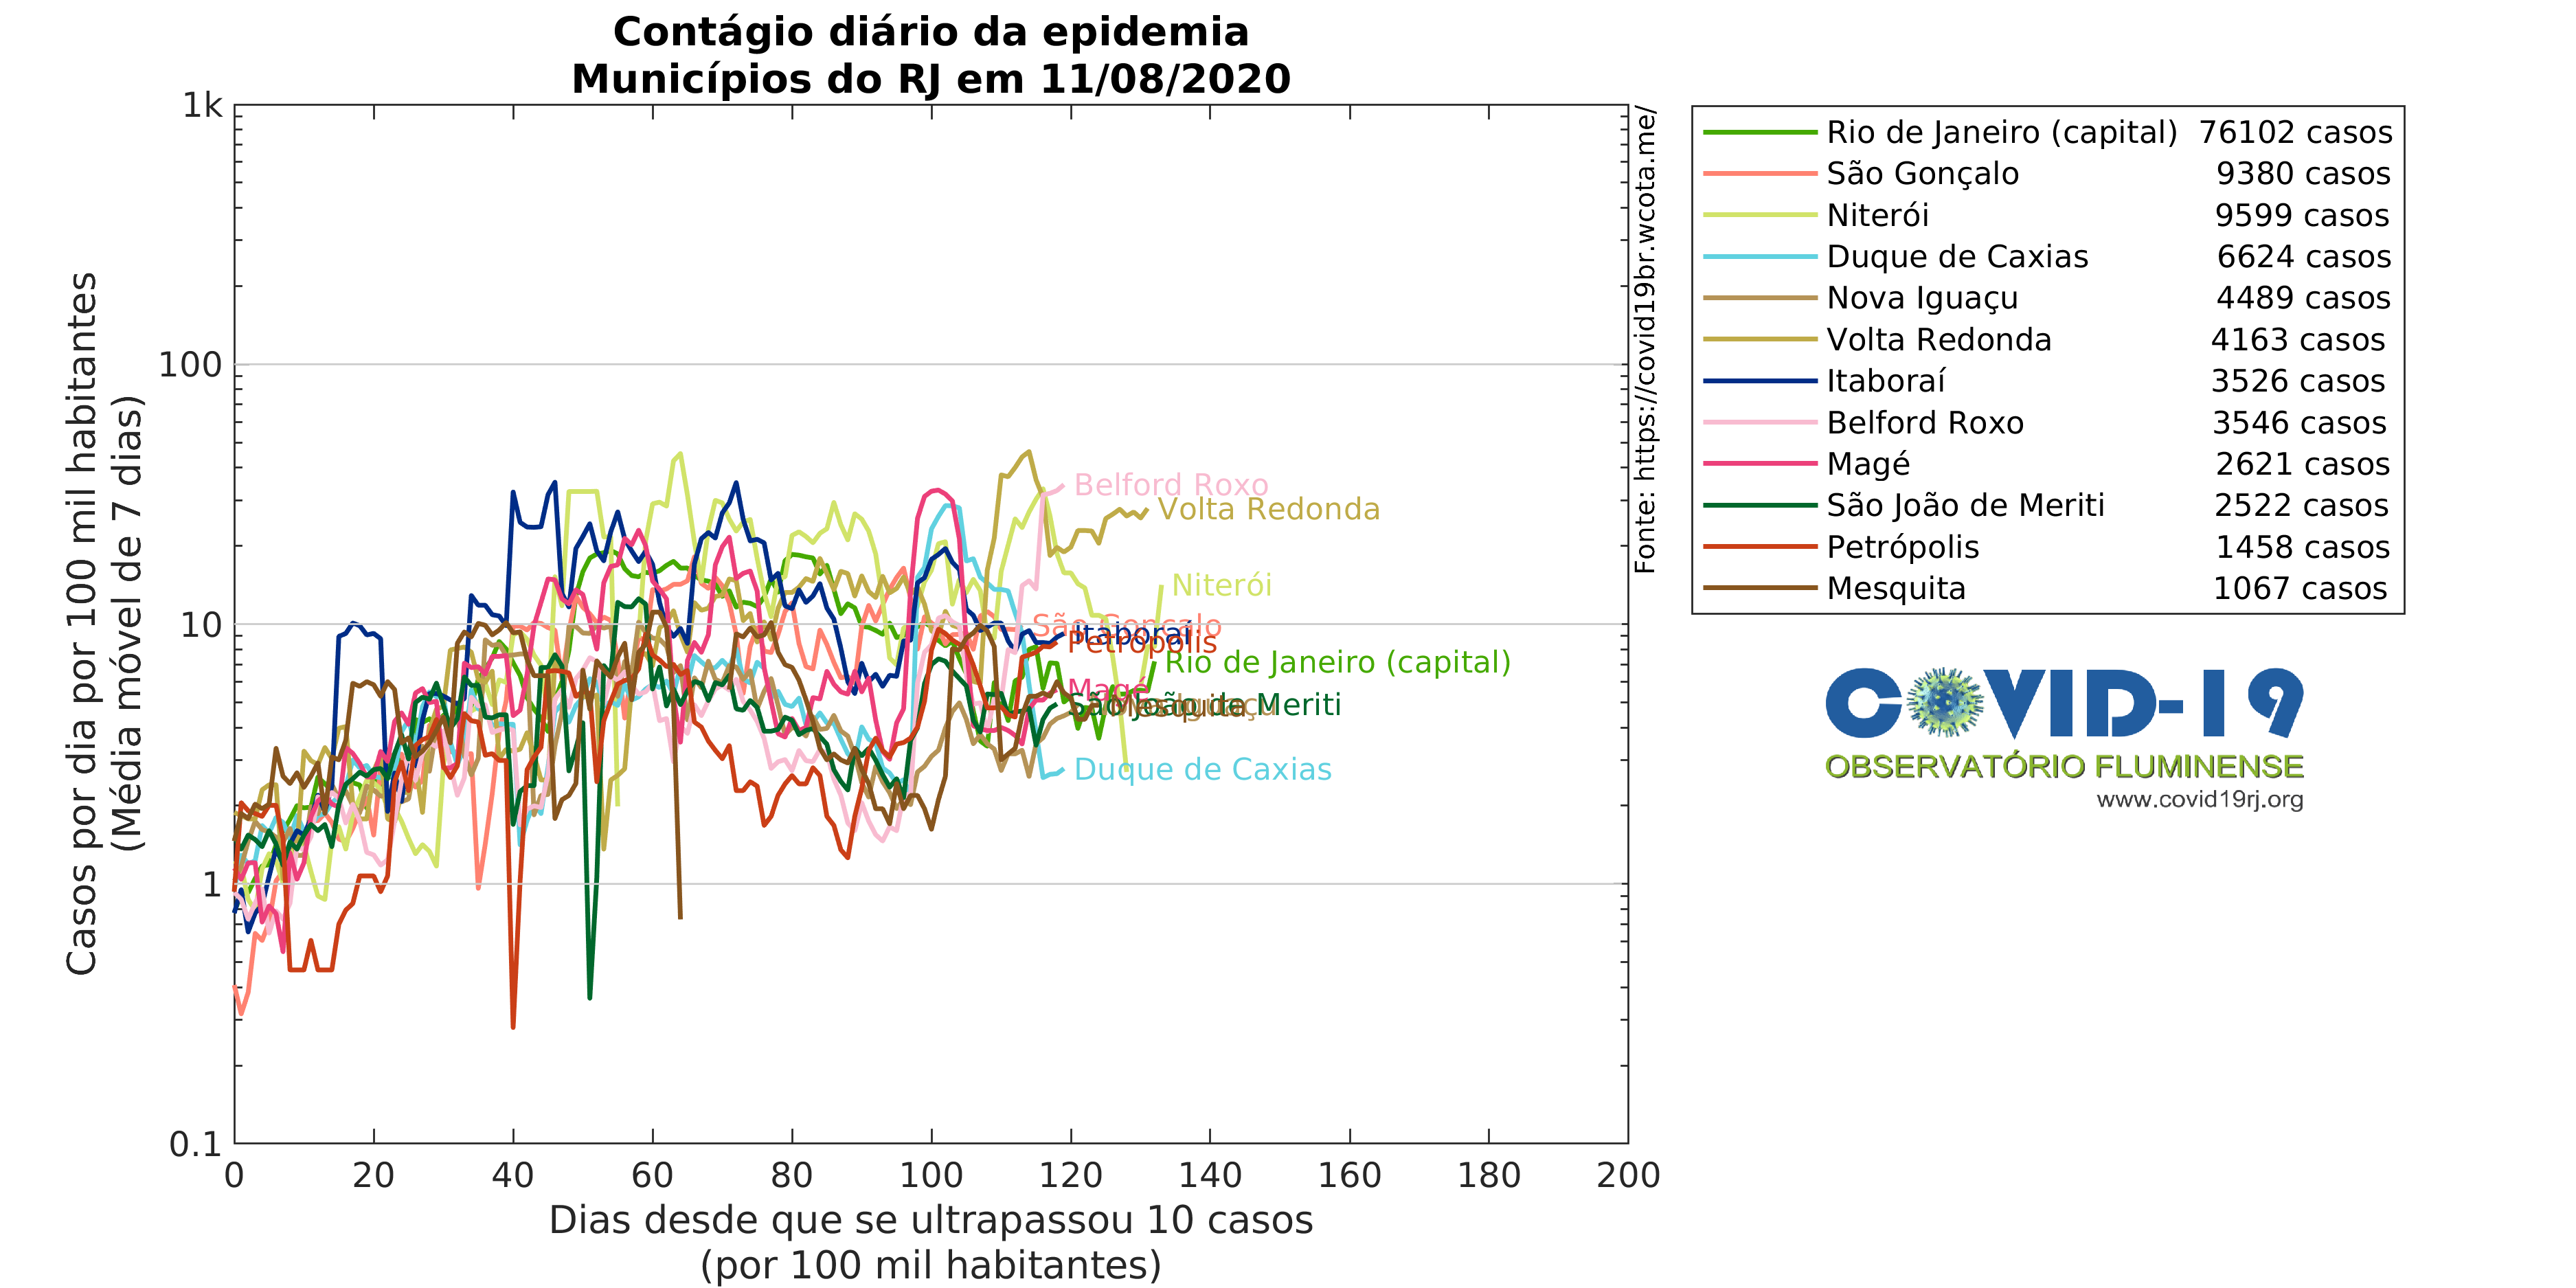 Contágio diário da epidemia
Municípios do RJ em 11/08/2020
Casos por dia por 100 mil habitantes
(Média móvel de 7 dias)
1k
100
10
1
0.1
0 20 40 60 80 100 120 140 160 180 200
Dias desde que se ultrapassou 10 casos
(por 100 mil habitantes)
Belford Roxo
Volta Redonda
Niterói
São Gonçalo
Itaboraí
Petrópolis
Rio de Janeiro (capital)
Magé
Nova Iguaçu
Mesquita
São João de Meriti
Duque de Caxias
Fonte: https://covid19br.wcota.me/
Rio de Janeiro (capital) 76102 casos
São Gonçalo 9380 casos
Niterói 9599 casos
Duque de Caxias 6624 casos
Nova Iguaçu 4489 casos
Volta Redonda 4163 casos
Itaboraí 3526 casos
Belford Roxo 3546 casos
Magé 2621 casos
São João de Meriti 2522 casos
Petrópolis 1458 casos
Mesquita 1067 casos
COVID-19
OBSERVATÓRIO FLUMINENSE
www.covid19rj.org